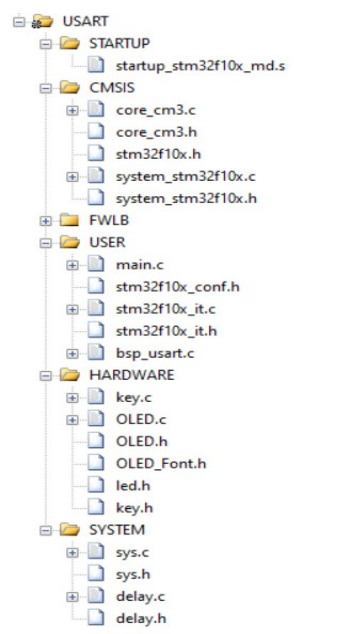 USART
STARTUP
startup_stm32f10x_md.s
CMSIS
core_cm3.c
core_cm3.h
stm32f10x.h
system_stm32f10x.c
system_stm32f10x.h
FWLB
USER
main.c
stm32f10x_conf.h
stm32f10x_it.c
stm32f10x_it.h
bsp_usart.c
HARDWARE
key.c
OLED.c
OLED.h
OLED_Font.h
led.h
key.h
SYSTEM
sys.c
sys.h
delay.c
delay.h